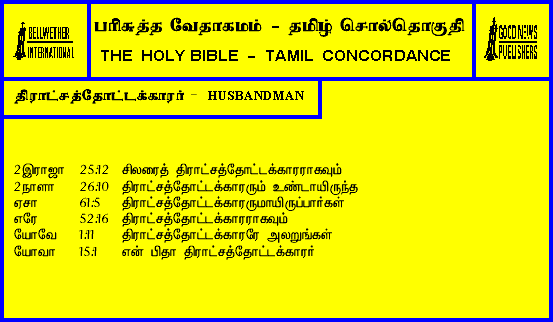 BELLWETHER
INTERNATIONAL
பரிசுத்த வேதாகமம் - தமிழ் சொல்தொகுதி
THE HOLY BIBLE - TAMIL CONCORDANCE
GOOD NEWS
PUBLISHERS
திராட்சத்தோட்டக்காரர் - HUSBANDMAN
2இராஜா 25:12 சிலரைத் திராட்சத்தோட்டக்காரராகவும்
2நாளா 26:10 திராட்சத்தோட்டக்காரரும் உண்டாயிருந்த
ஏசா 61:5 திராட்சத்தோட்டக்காரருமாயிருப்பார்கள்
எரே 52:16 திராட்சத்தோட்டக்காரராகவும்
யோவே 1:11 திராட்சத்தோட்டக்காரரே அலறுங்கள்
யோவா 15:1 என் பிதா திராட்சத்தோட்டக்காரர்